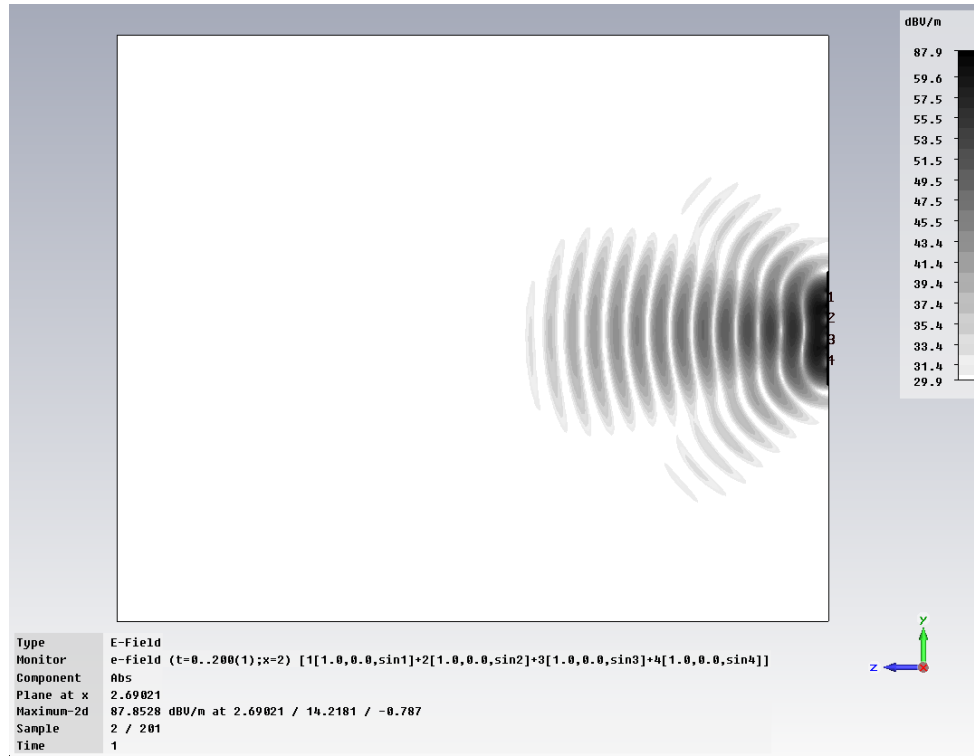 dBV/m
87.9
59.6
57.5
55.5
53.5
51.5
49.5
47.5
45.5
43.4
41.4
39.4
37.4
35.4
33.4
31.4
29.9
1
2
3
4
y
z
Type E-Field
Monitor e-field (t=0..200(1);x=2) [1[1.0,0.0,sin1]+2[1.0,0.0,sin2]+3[1.0,0.0,sin3]+4[1.0,0.0,sin4]]
Component Abs
Plane at x 2.69021
Maximum-2d 87.8528 dBV/m at 2.69021 / 14.2181 / -0.787
Sample 2 / 201
Time 1